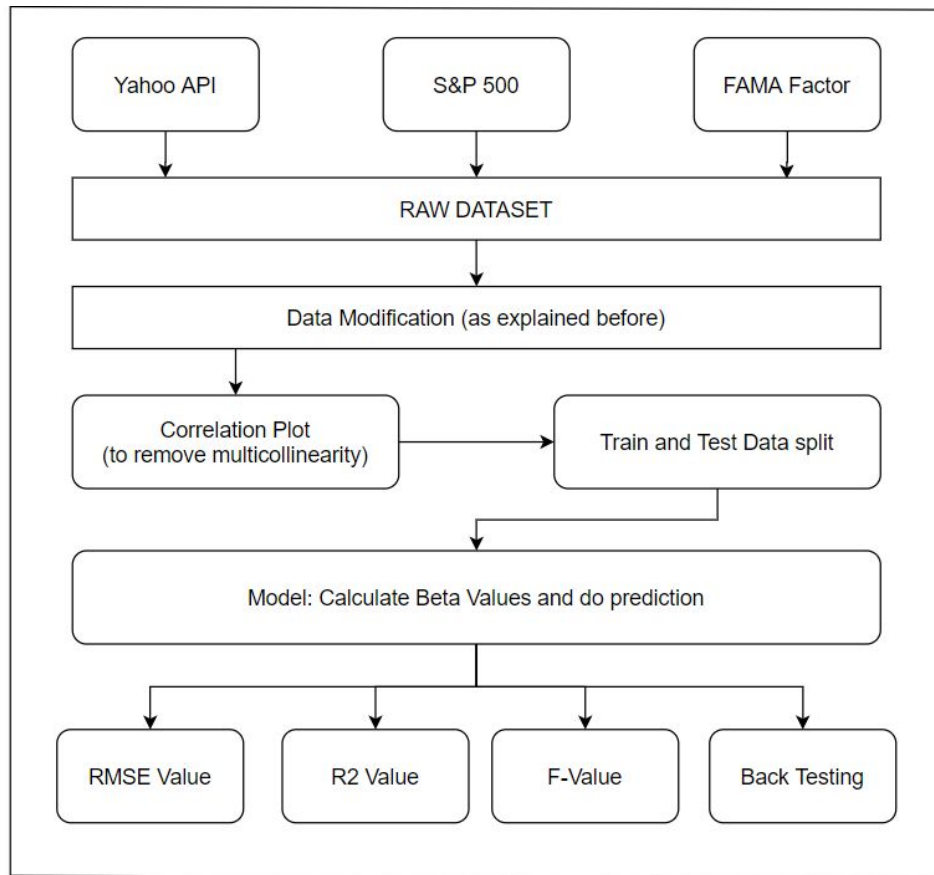 Yahoo API
S&P 500
FAMA Factor
RAW DATASET
Data Modification (as explained before)
Correlation Plot
(to remove multicollinearity)
Train and Test Data split
Model: Calculate Beta Values and do prediction
RMSE Value
R2 Value
F-Value
Back Testing